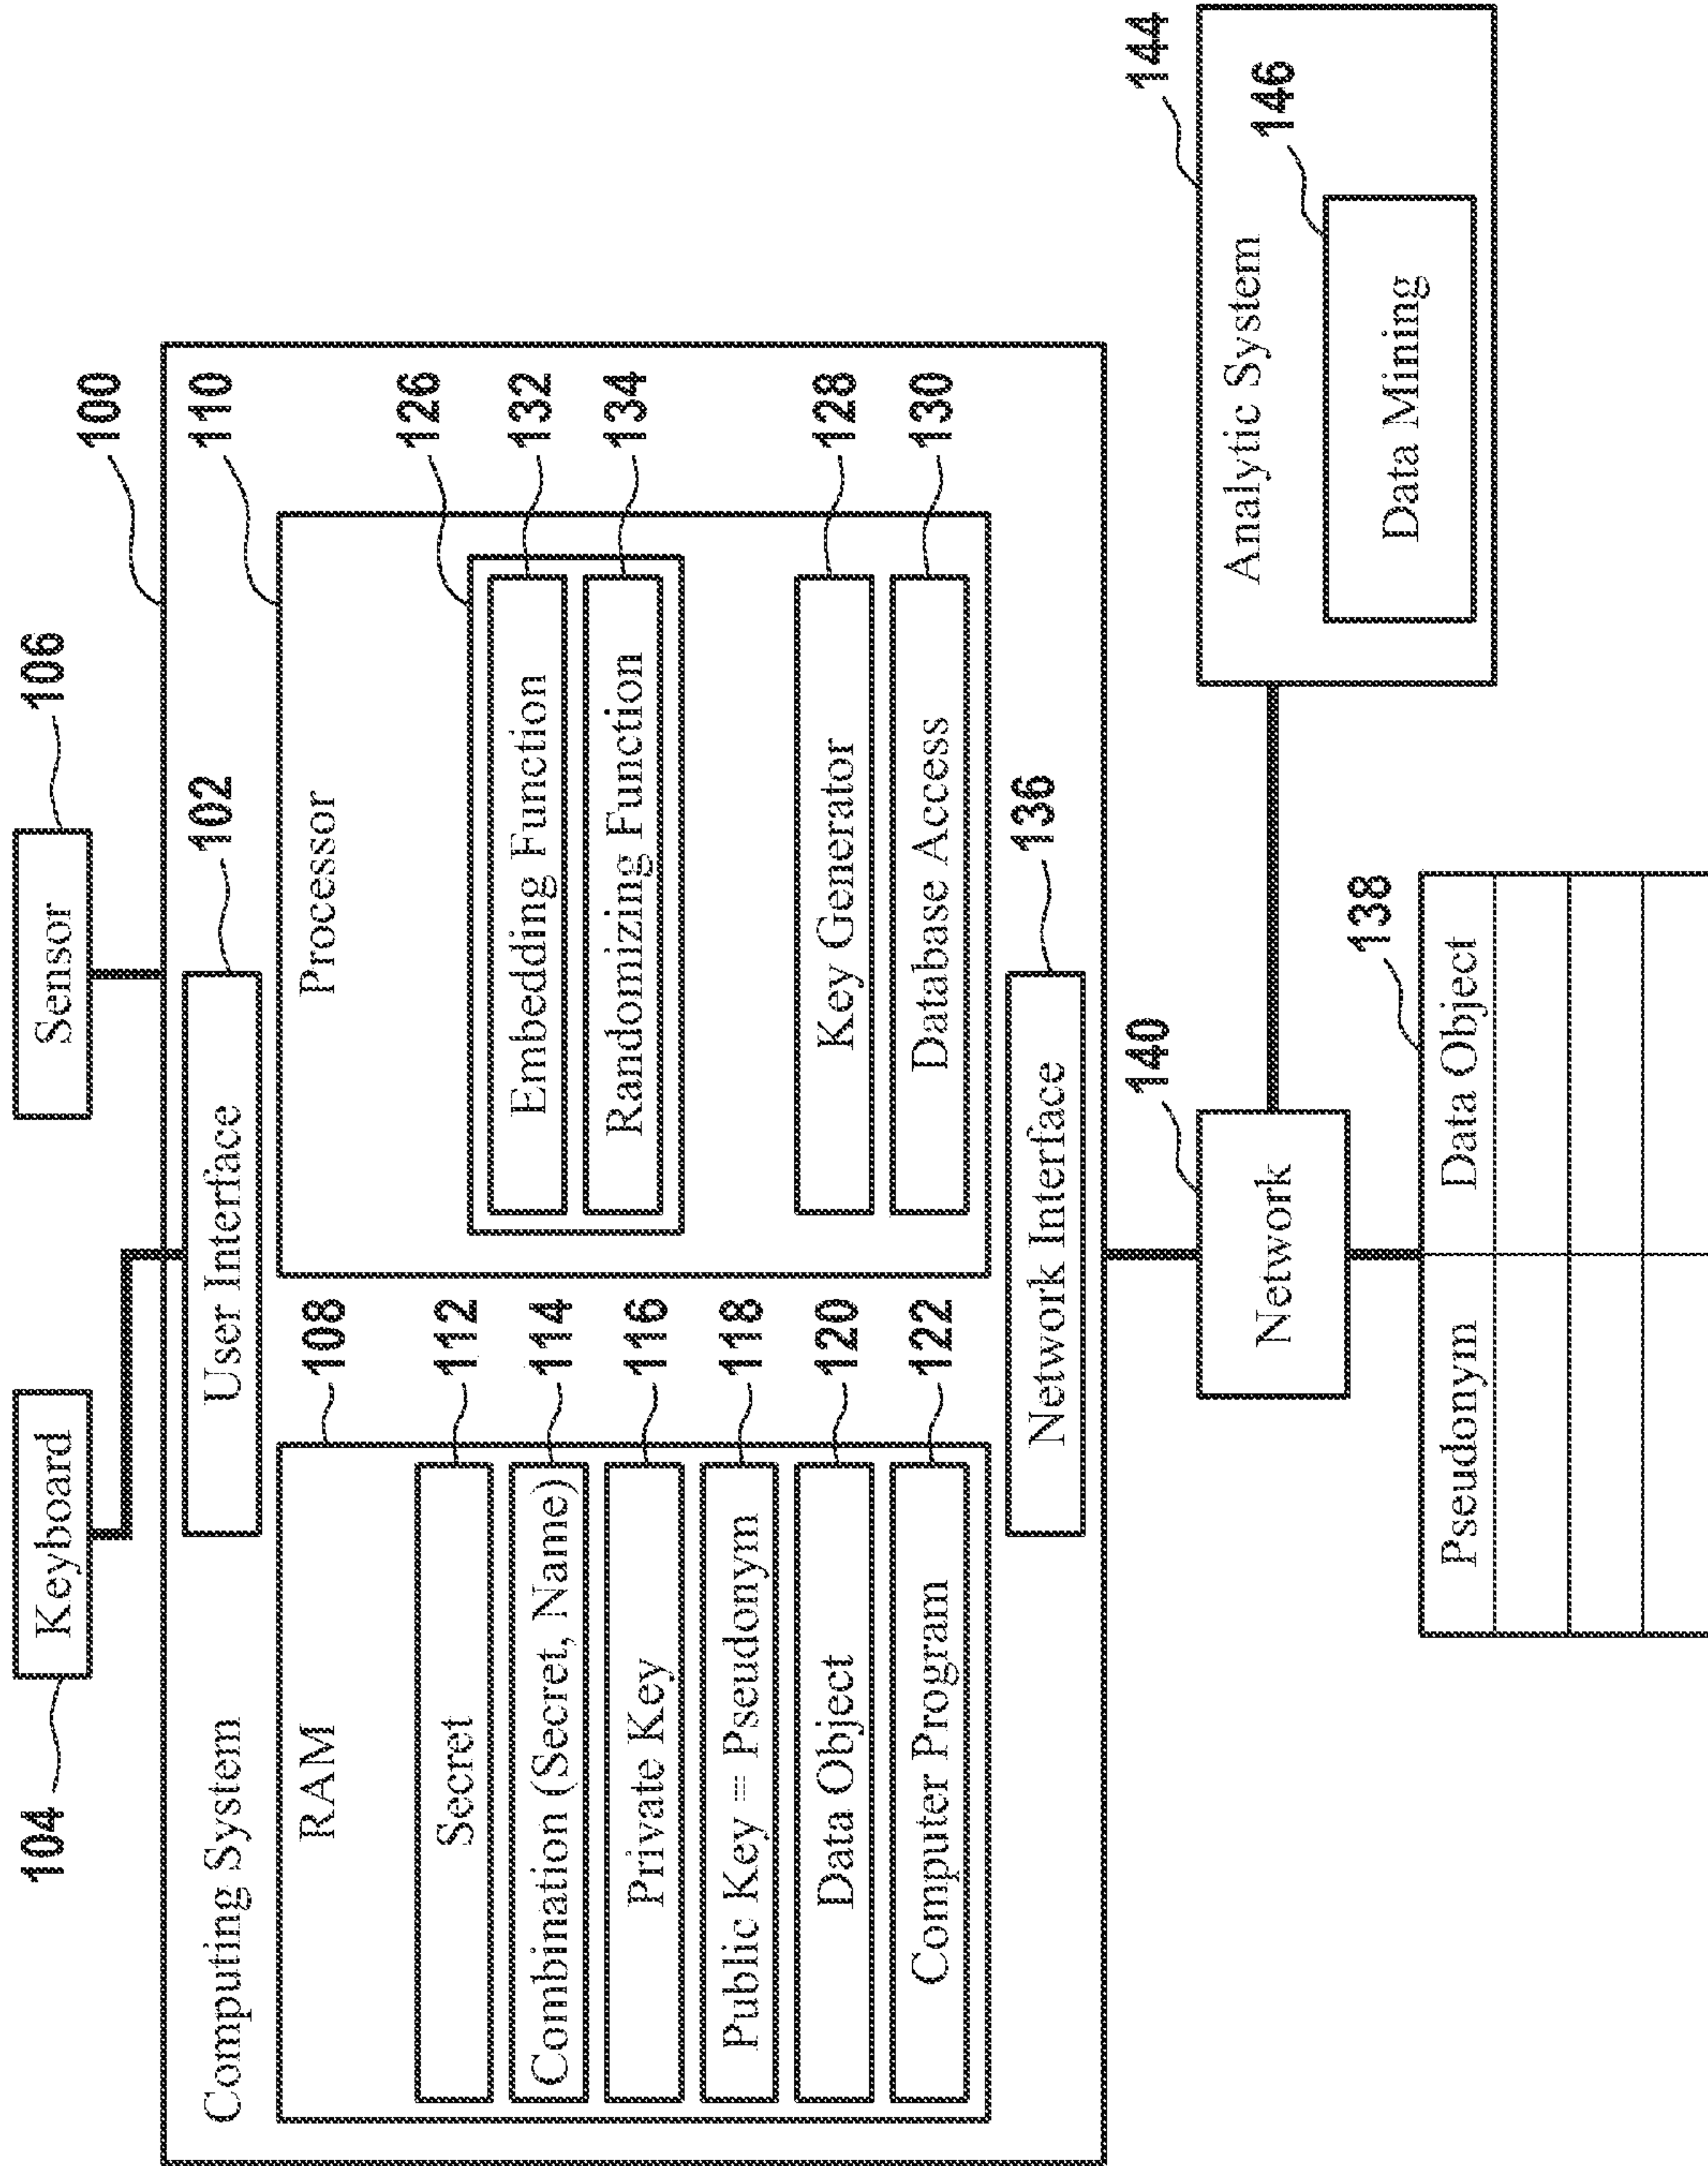 104
Keyboard
Sensor
106
Computing System
User Interface
102
100
RAM
108
Processor
110
Secret
112
Combination (Secret, Name)
114
Private Key
116
Public Key = Pseudonym
118
Data Object
120
Computer Program
122
126
Embedding Function
132
Randomizing Function
134
Key Generator
128
Database Access
130
Network Interface
136
Network
140
Analytic System
144
Data Mining
146
Pseudonym
Data Object
138